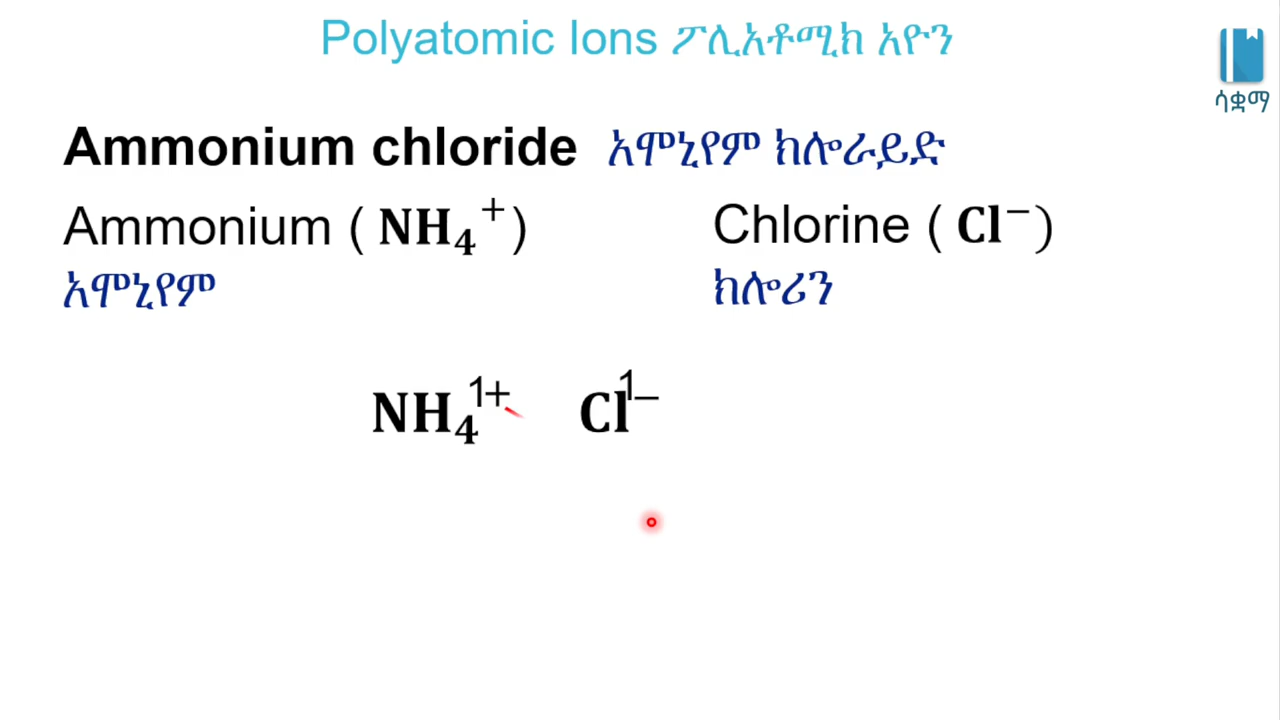 Polyatomic Ions ፖሊአቶሚክ አዮን
ሳቋማ
Ammonium chloride አሞኒየም ክሎራይድ
Ammonium ( NH₄⁺ )
Chlorine ( Cl⁻ )
አሞኒየም
ክሎሪን
NH₄¹⁺ Cl¹⁻